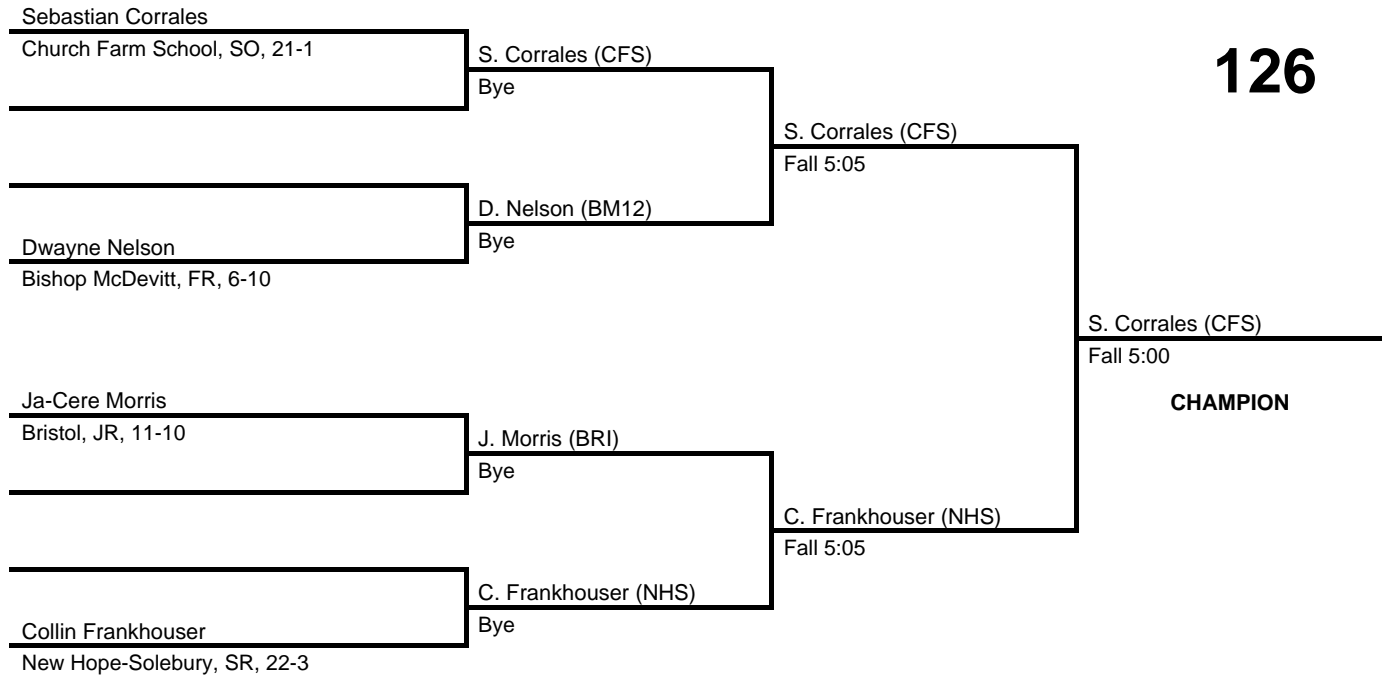 Sebastian Corrales
Church Farm School, SO, 21-1
S. Corrales (CFS)
Bye
126
S. Corrales (CFS)
Fall 5:05
D. Nelson (BM12)
Bye
Dwayne Nelson
Bishop McDevitt, FR, 6-10
S. Corrales (CFS)
Fall 5:00
CHAMPION
Ja-Cere Morris
Bristol, JR, 11-10
J. Morris (BRI)
Bye
C. Frankhouser (NHS)
Fall 5:05
C. Frankhouser (NHS)
Bye
Collin Frankhouser
New Hope-Solebury, SR, 22-3